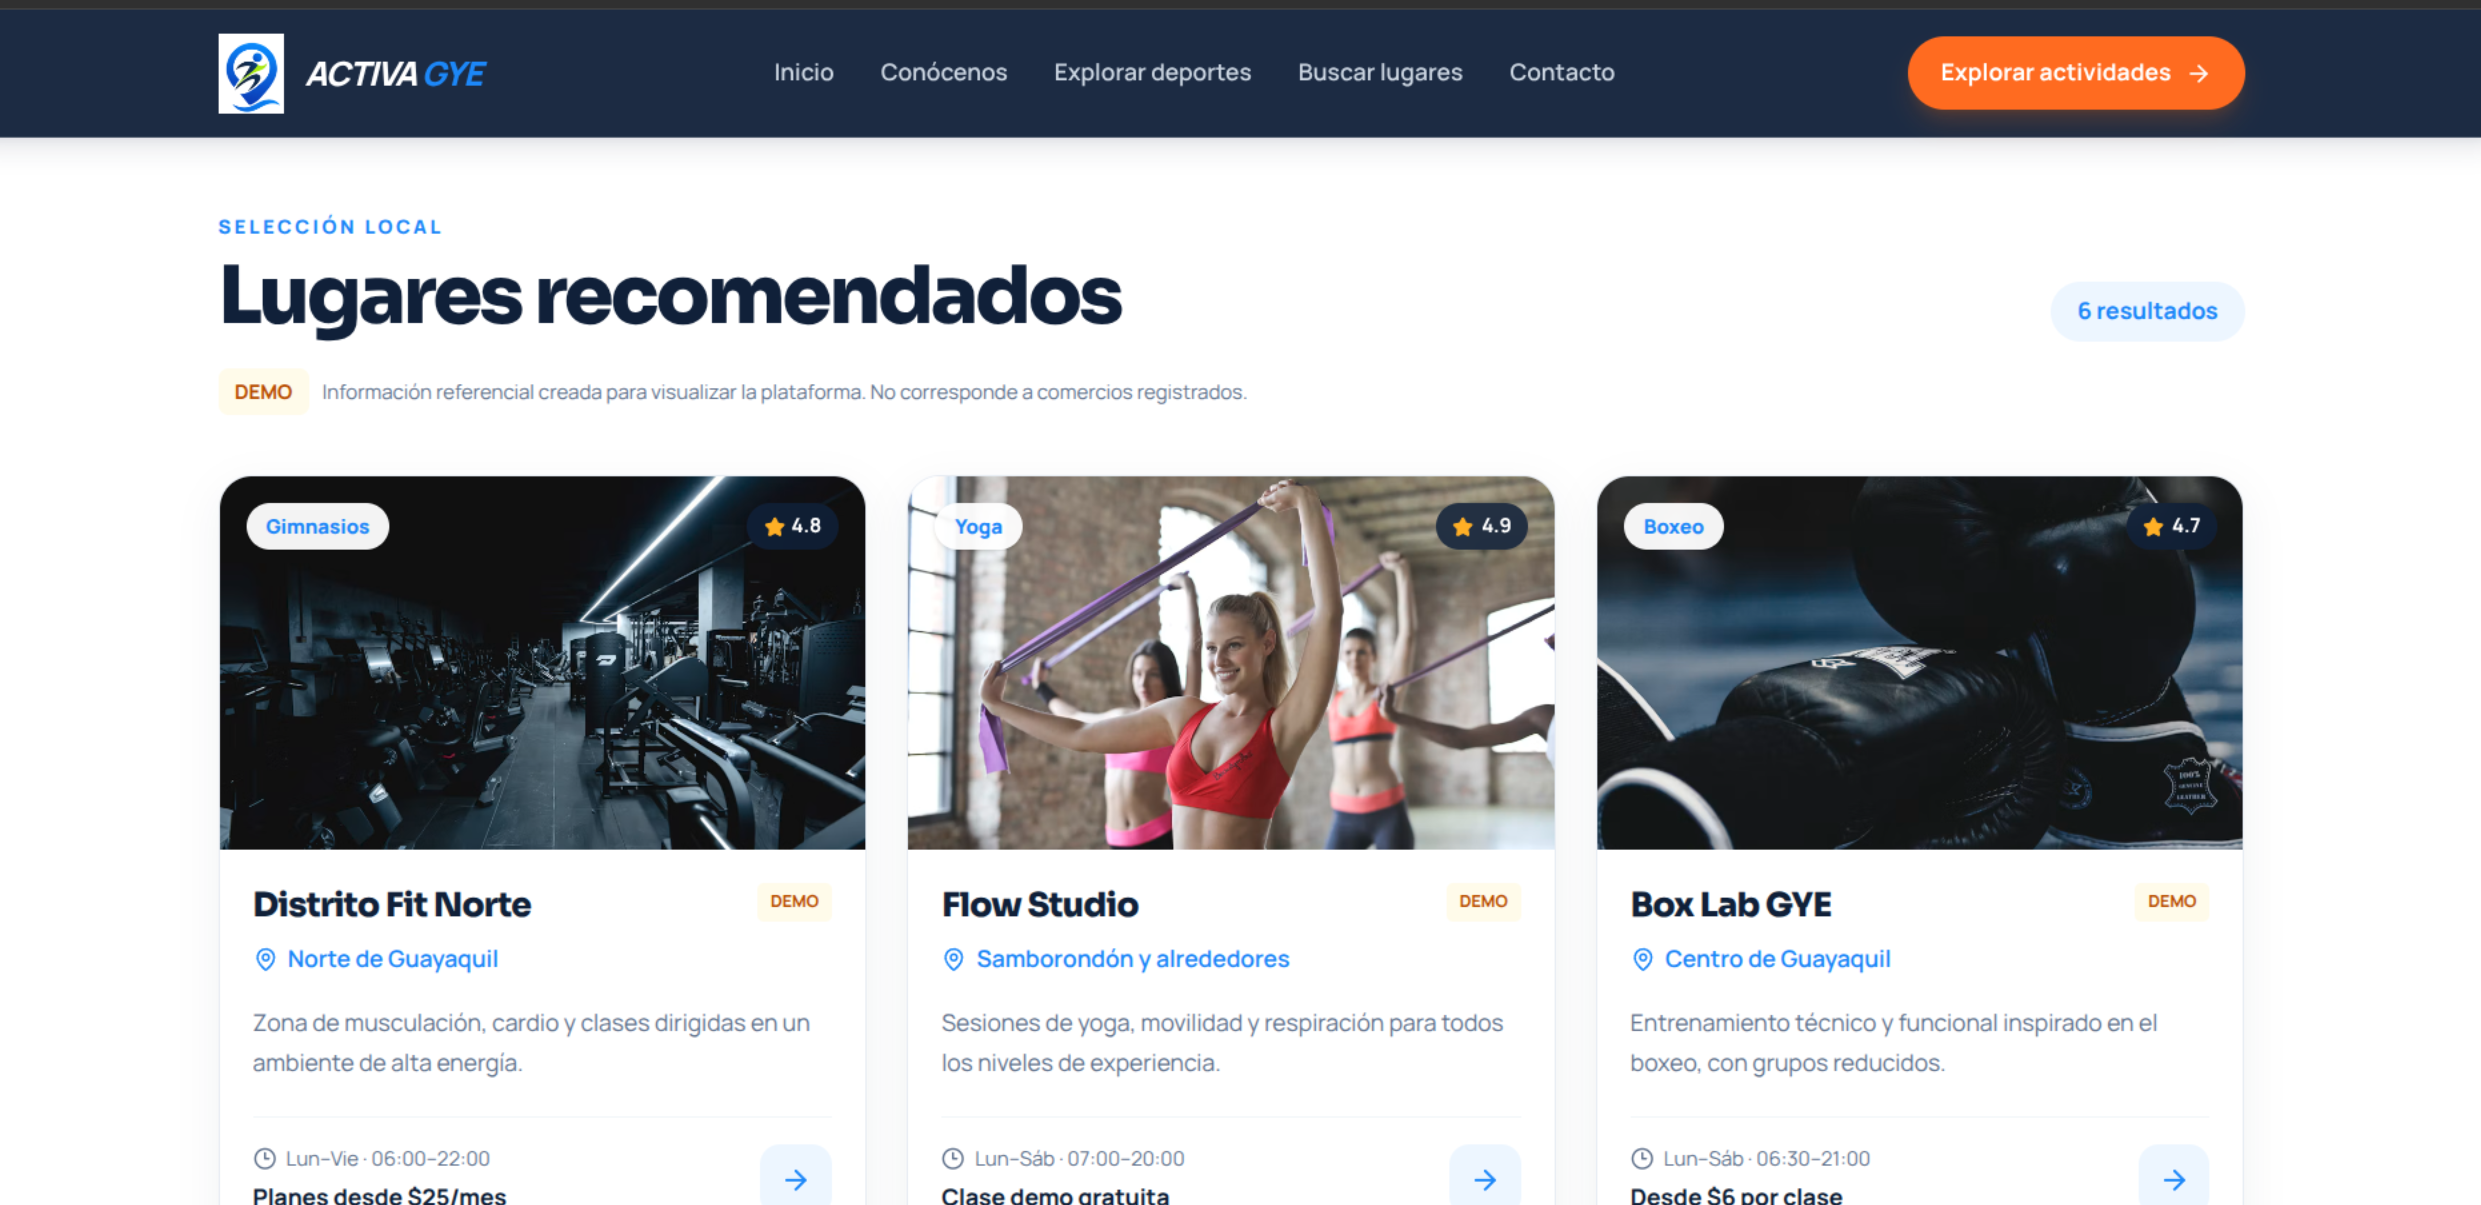 ACTIVA GYE
Inicio
Conócenos
Explorar deportes
Buscar lugares
Contacto
Explorar actividades
SELECCIÓN LOCAL
Lugares recomendados
6 resultados
DEMO
Información referencial creada para visualizar la plataforma. No corresponde a comercios registrados.
Gimnasios
4.8
Distrito Fit Norte
DEMO
Norte de Guayaquil
Zona de musculación, cardio y clases dirigidas en un
ambiente de alta energía.
Lun–Vie · 06:00–22:00
Planes desde $25/mes
Yoga
4.9
Flow Studio
DEMO
Samborondón y alrededores
Sesiones de yoga, movilidad y respiración para todos
los niveles de experiencia.
Lun–Sáb · 07:00–20:00
Clase demo gratuita
Boxeo
4.7
100%
GENUINE
LEATHER
Box Lab GYE
DEMO
Centro de Guayaquil
Entrenamiento técnico y funcional inspirado en el
boxeo, con grupos reducidos.
Lun–Sáb · 06:30–21:00
Desde $6 por clase